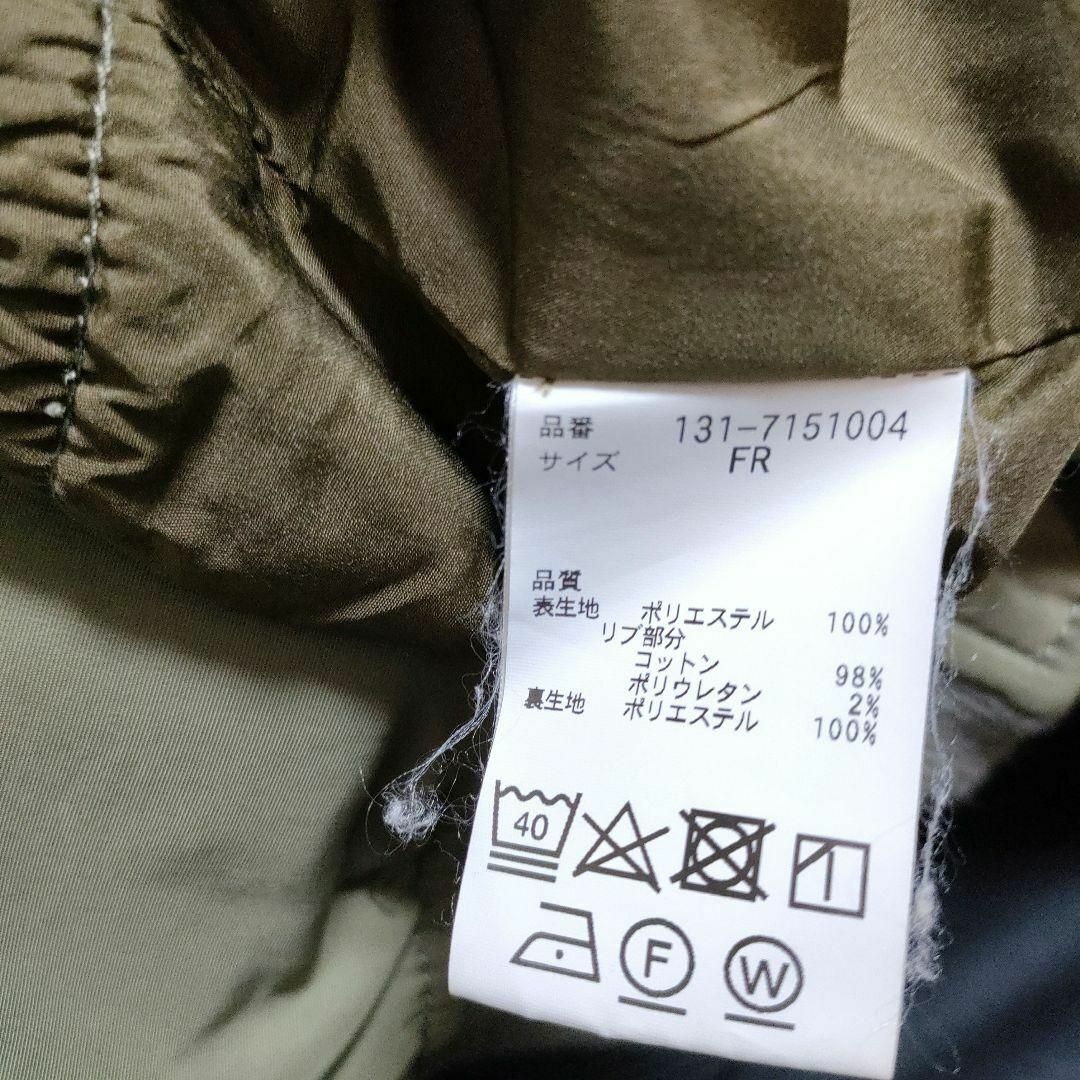 品番 131-7151004
サイズ FR
品質
表生地 ポリエステル 100%
リブ部分
コットン 98%
ポリウレタン 2%
裏生地 ポリエステル 100%
40
F W